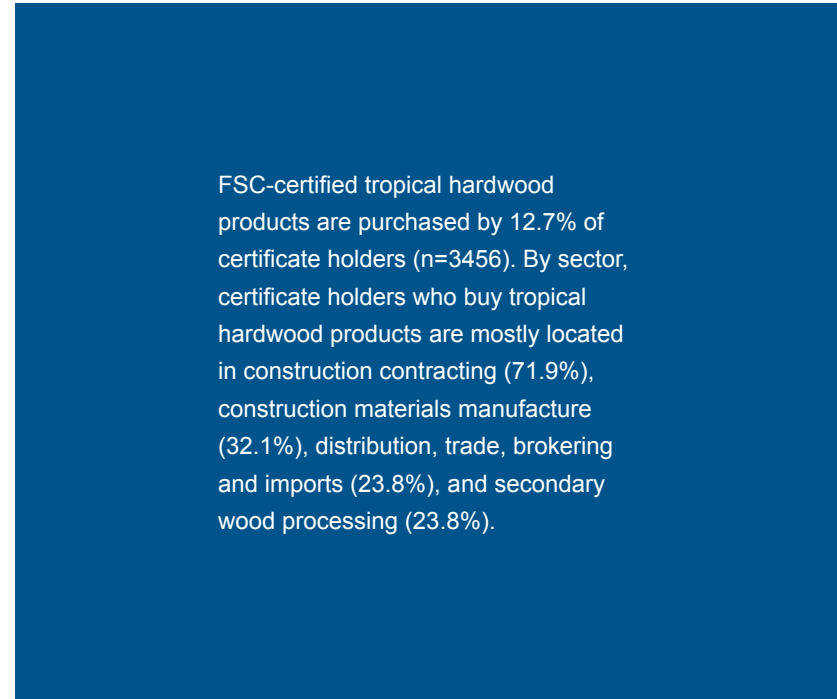 FSC-certified tropical hardwood
products are purchased by 12.7% of
certificate holders (n=3456). By sector,
certificate holders who buy tropical
hardwood products are mostly located
in construction contracting (71.9%),
construction materials manufacture
(32.1%), distribution, trade, brokering
and imports (23.8%), and secondary
wood processing (23.8%).